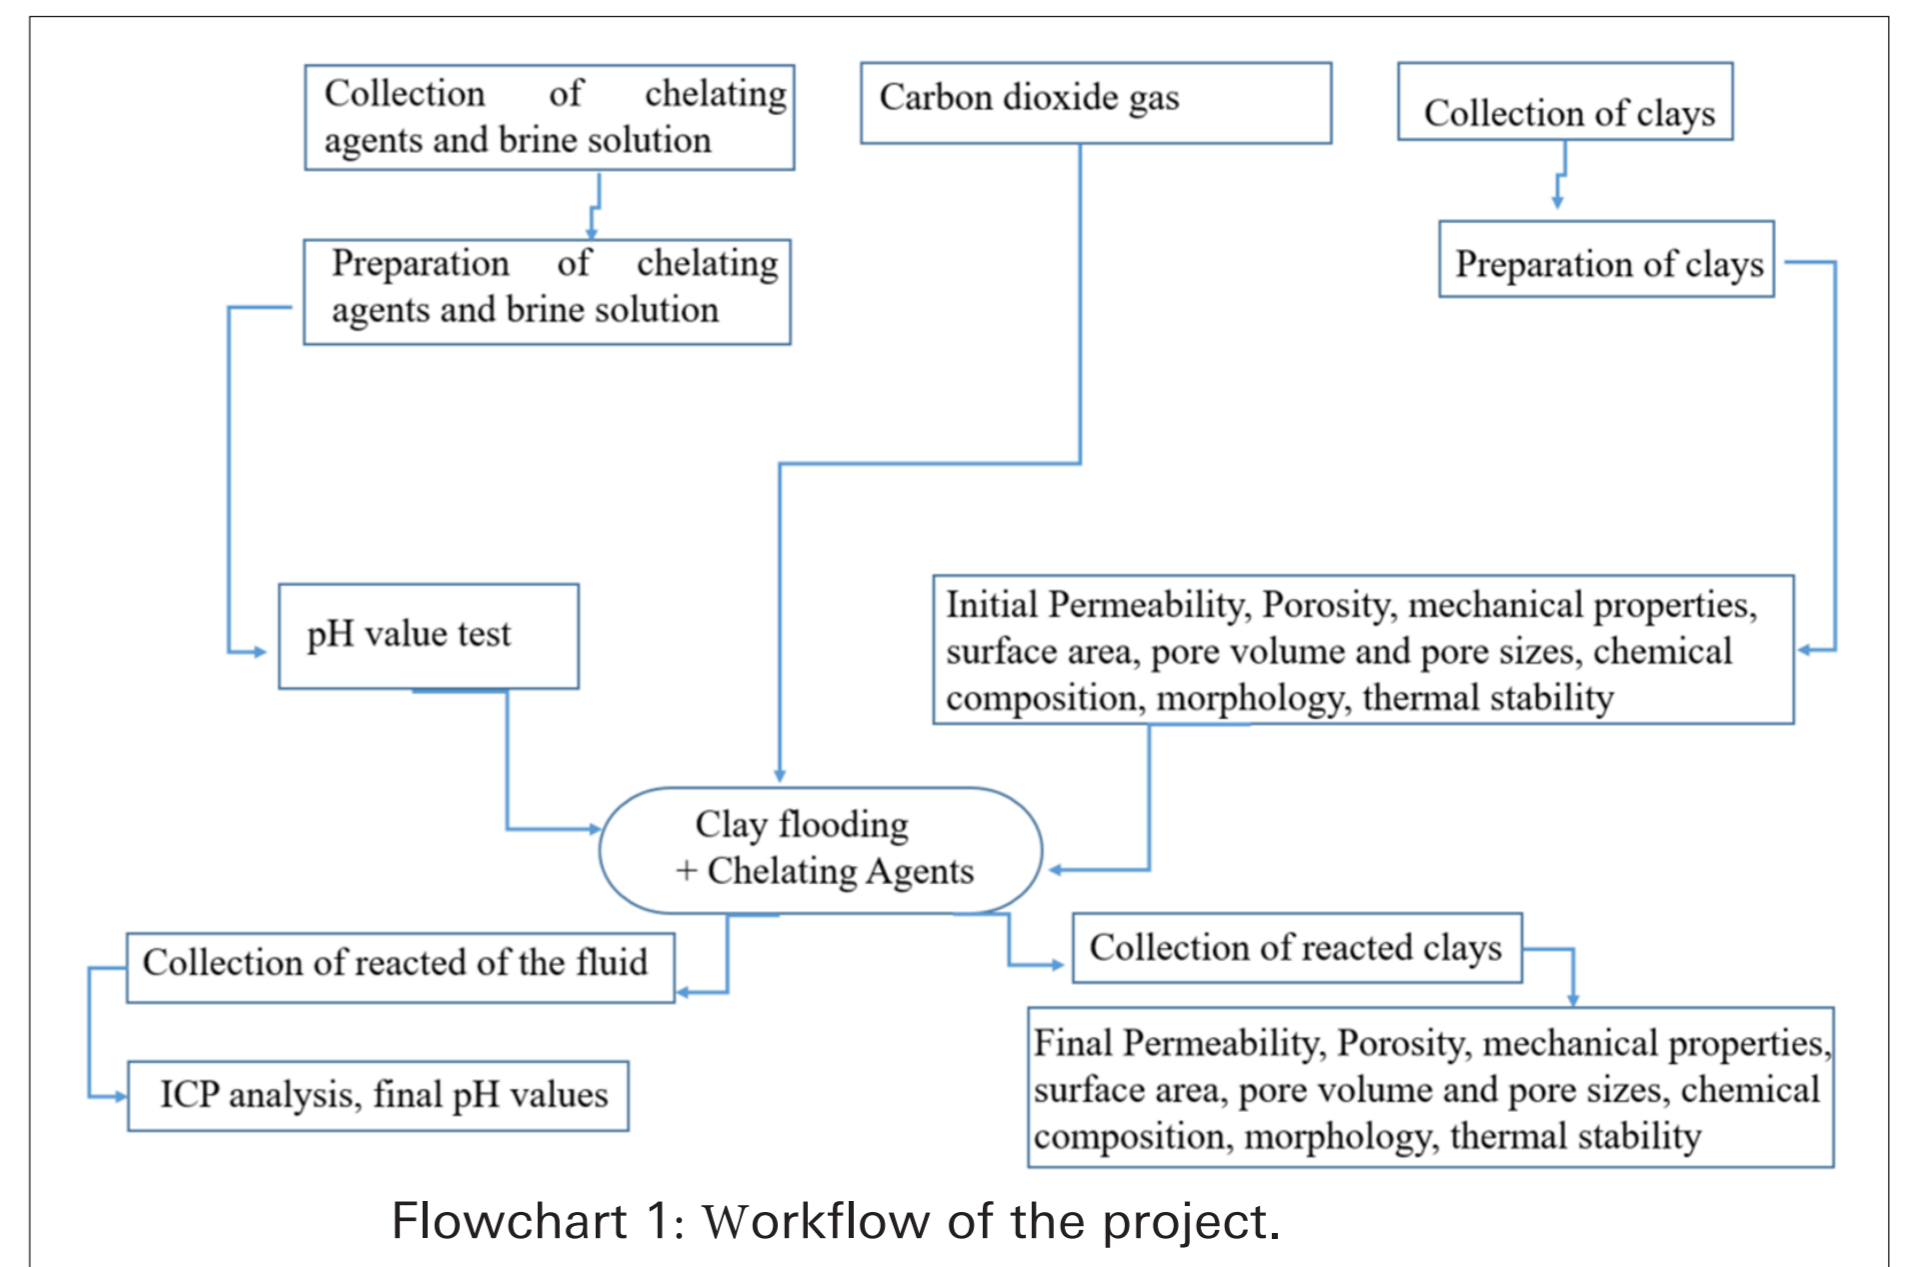 Collection of chelating
agents and brine solution
Carbon dioxide gas
Collection of clays
Preparation of chelating
agents and brine solution
Preparation of clays
pH value test
Initial Permeability, Porosity, mechanical properties,
surface area, pore volume and pore sizes, chemical
composition, morphology, thermal stability
Clay flooding
+ Chelating Agents
Collection of reacted of the fluid
Collection of reacted clays
ICP analysis, final pH values
Final Permeability, Porosity, mechanical properties,
surface area, pore volume and pore sizes, chemical
composition, morphology, thermal stability
Flowchart 1: Workflow of the project.